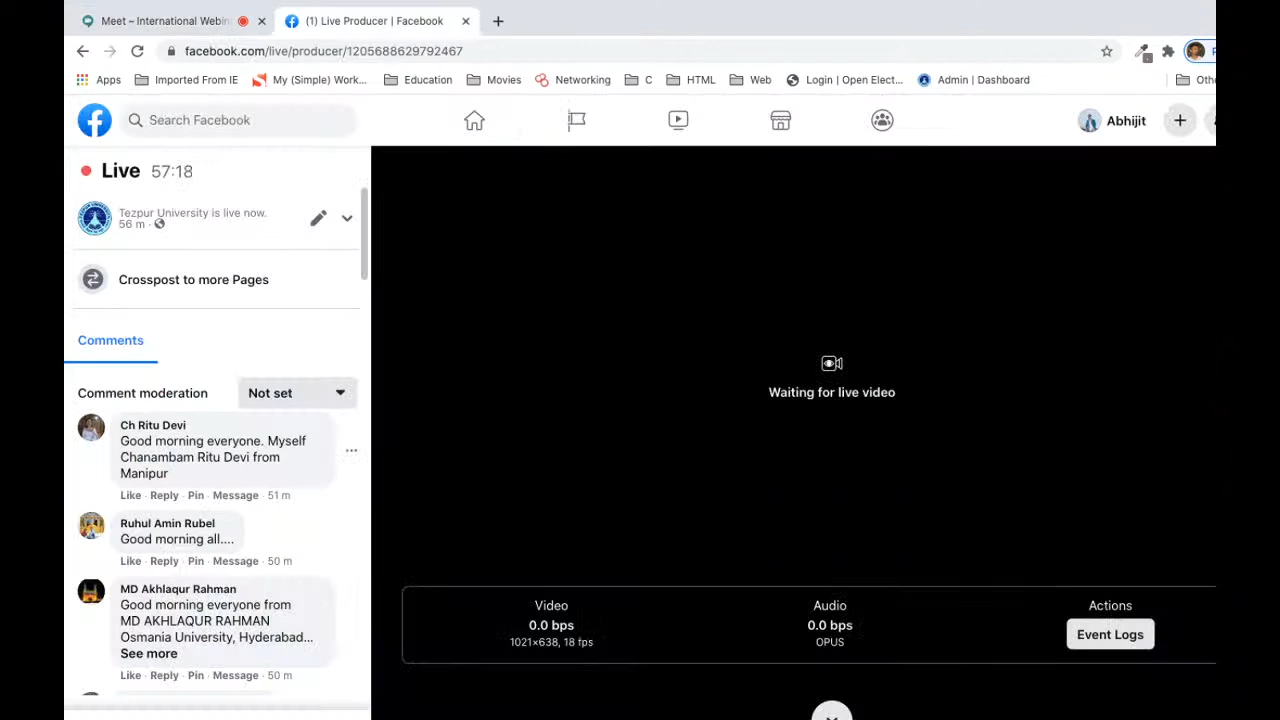 Meet – International Webin
(1) Live Producer | Facebook
facebook.com/live/producer/1205688629792467
Apps
Imported From IE
My (Simple) Work...
Education
Movies
Networking
C
HTML
Web
Login | Open Elect...
Admin | Dashboard
Oth
Search Facebook
Abhijit
Live 57:18
Tezpur University is live now.
56 m ·
Crosspost to more Pages
Comments
Comment moderation
Not set
Ch Ritu Devi
Good morning everyone. Myself
Chanambam Ritu Devi from
Manipur
Like · Reply · Pin · Message · 51 m
Ruhul Amin Rubel
Good morning all....
Like · Reply · Pin · Message · 50 m
MD Akhlaqur Rahman
Good morning everyone from
MD AKHLAQUR RAHMAN
Osmania University, Hyderabad...
See more
Like · Reply · Pin · Message · 50 m
Waiting for live video
Video
0.0 bps
1021×638, 18 fps
Audio
0.0 bps
OPUS
Actions
Event Logs